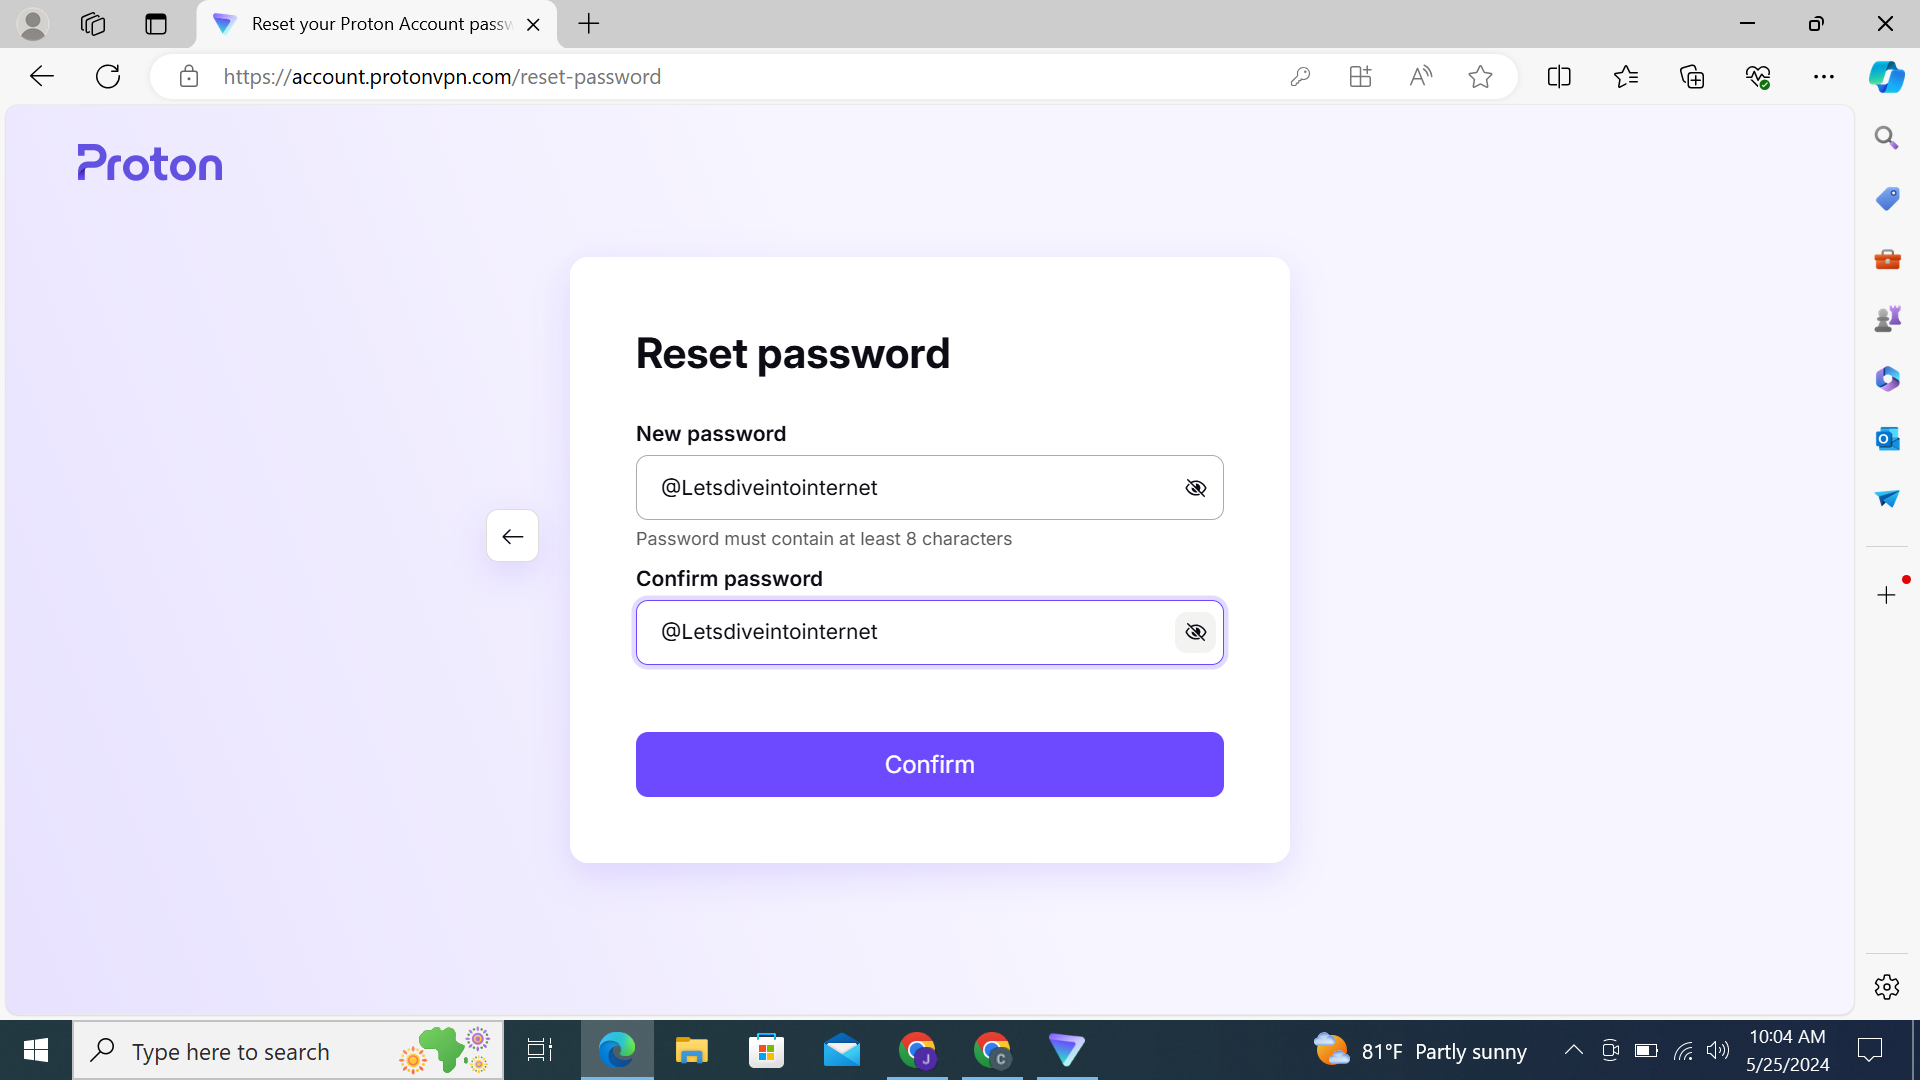 Reset your Proton Account passw
https://account.protonvpn.com/reset-password
Proton
Reset password
New password
@Letsdiveintointernet
Password must contain at least 8 characters
Confirm password
@Letsdiveintointernet
Confirm
Type here to search
J
C
81°F Partly sunny
10:04 AM
5/25/2024